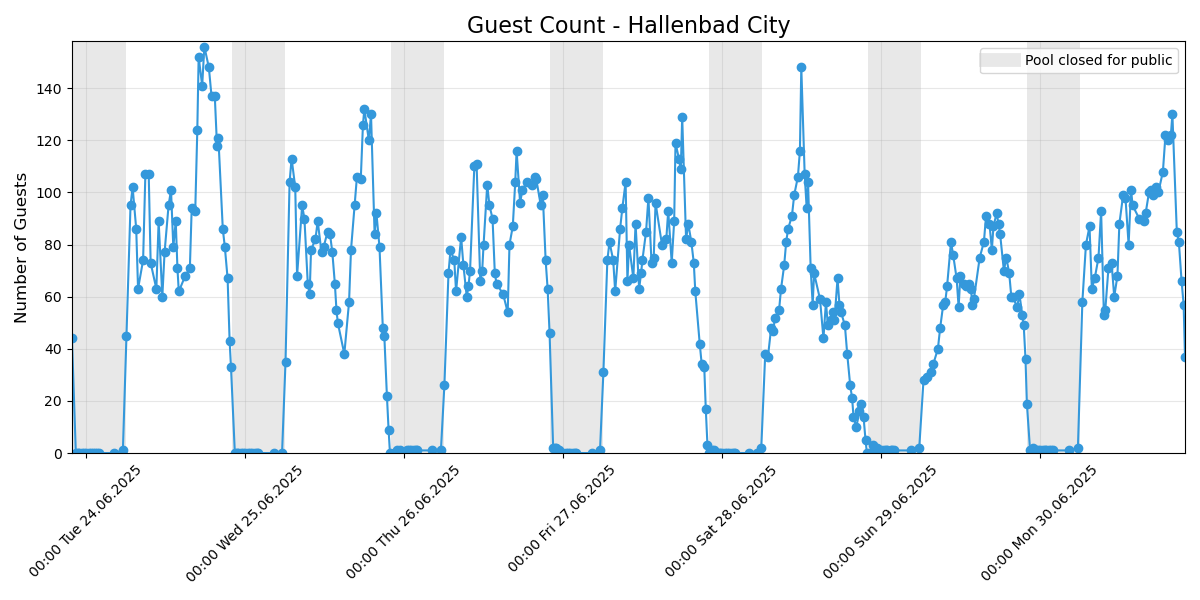 Guest Count - Hallenbad City
Pool closed for public
Number of Guests
140
120
100
80
60
40
20
0
00:00 Tue 24.06.2025
00:00 Wed 25.06.2025
00:00 Thu 26.06.2025
00:00 Fri 27.06.2025
00:00 Sat 28.06.2025
00:00 Sun 29.06.2025
00:00 Mon 30.06.2025